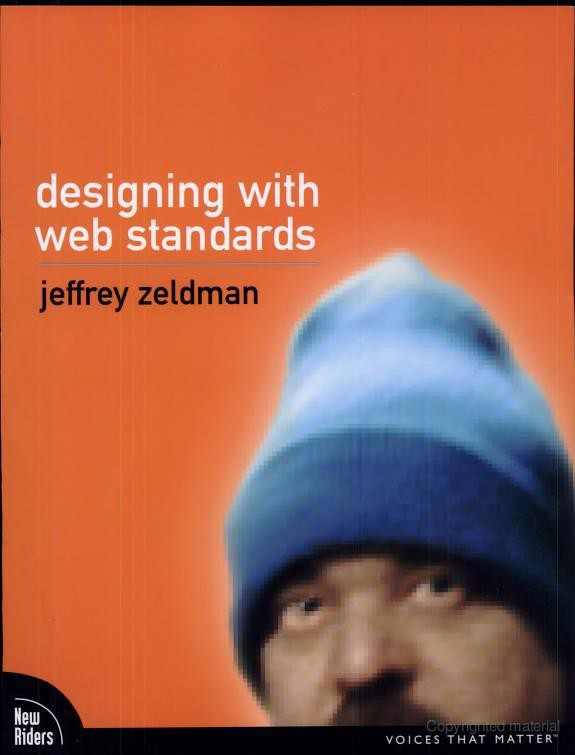 designing with
web standards
jeffrey zeldman
New
Riders
Copyrighted material
VOICES THAT MATTER™